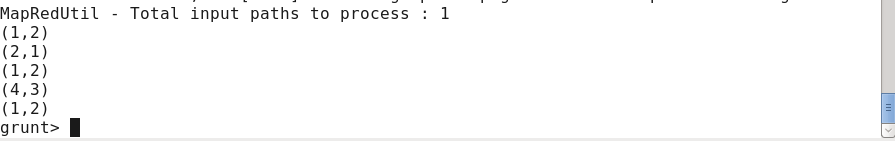 MapRedUtil - Total input paths to process : 1
(1,2)
(2,1)
(1,2)
(4,3)
(1,2)
grunt>